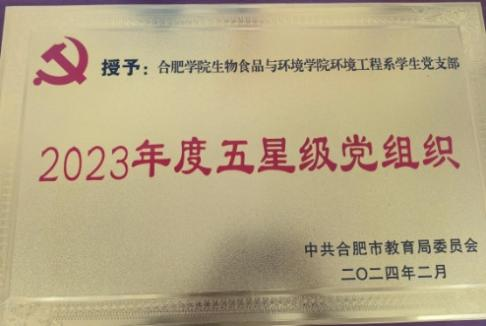 授予：合肥学院生物食品与环境学院环境工程系学生党支部
2023年度五星级党组织
中共合肥市教育局委员会
二〇二四年二月